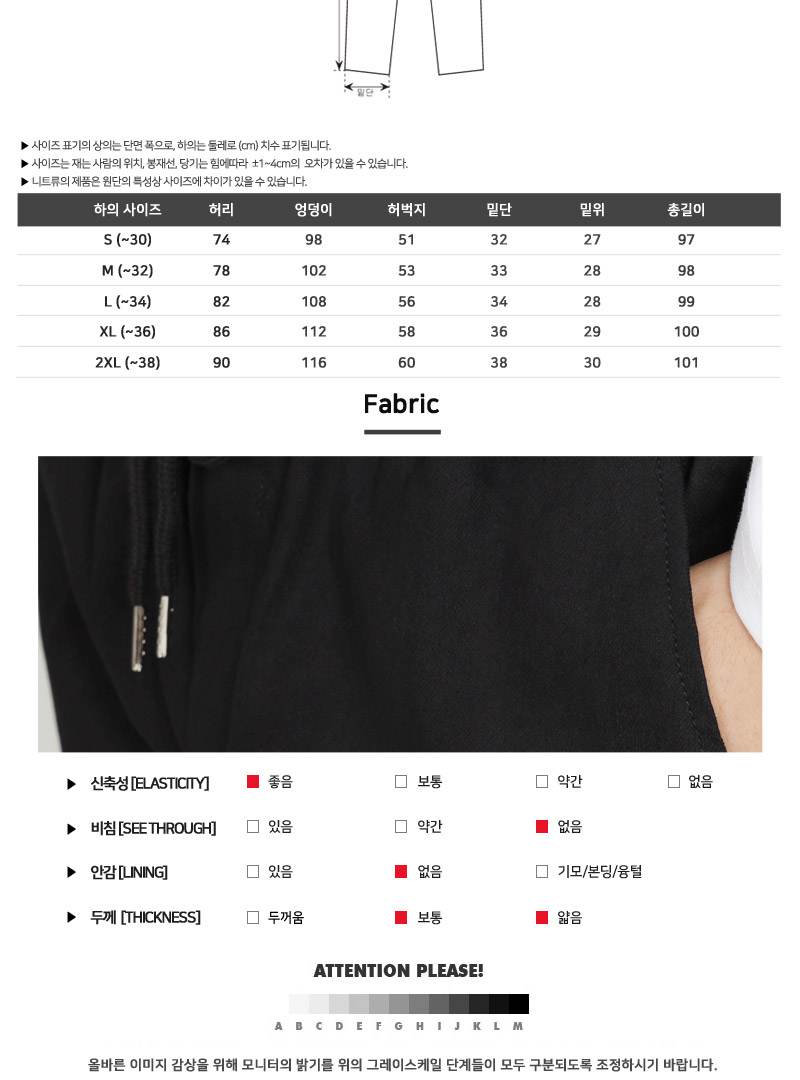 밑단
▶ 사이즈 표기의 상의는 단면 폭으로, 하의는 둘레로 (cm) 치수 표기됩니다.
▶ 사이즈는 재는 사람의 위치, 봉재선, 당기는 힘에따라 ±1~4cm의 오차가 있을 수 있습니다.
▶ 니트류의 제품은 원단의 특성상 사이즈에 차이가 있을 수 있습니다.
하의 사이즈 허리 엉덩이 허벅지 밑단 밑위 총길이
S (~30) 74 98 51 32 27 97
M (~32) 78 102 53 33 28 98
L (~34) 82 108 56 34 28 99
XL (~36) 86 112 58 36 29 100
2XL (~38) 90 116 60 38 30 101
Fabric
▶ 신축성 [ELASTICITY] 좋음 보통 약간 없음
▶ 비침 [SEE THROUGH] 있음 약간 없음
▶ 안감 [LINING] 있음 없음 기모/본딩/융털
▶ 두께 [THICKNESS] 두꺼움 보통 얇음
ATTENTION PLEASE!
A B C D E F G H I J K L M
올바른 이미지 감상을 위해 모니터의 밝기를 위의 그레이스케일 단계들이 모두 구분되도록 조정하시기 바랍니다.